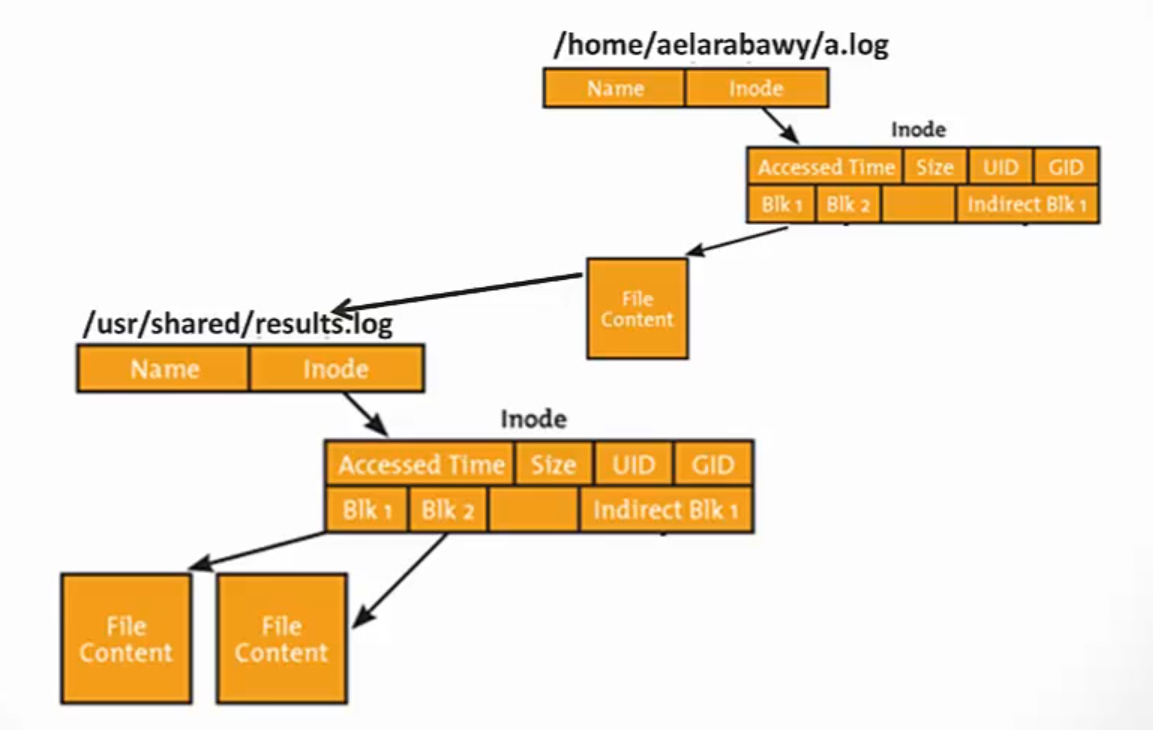 /home/aelarabawy/a.log
Name Inode
Inode
Accessed Time Size UID GID
Blk 1 Blk 2 Indirect Blk 1
File
Content
/usr/shared/results.log
Name Inode
Inode
Accessed Time Size UID GID
Blk 1 Blk 2 Indirect Blk 1
File
Content
File
Content